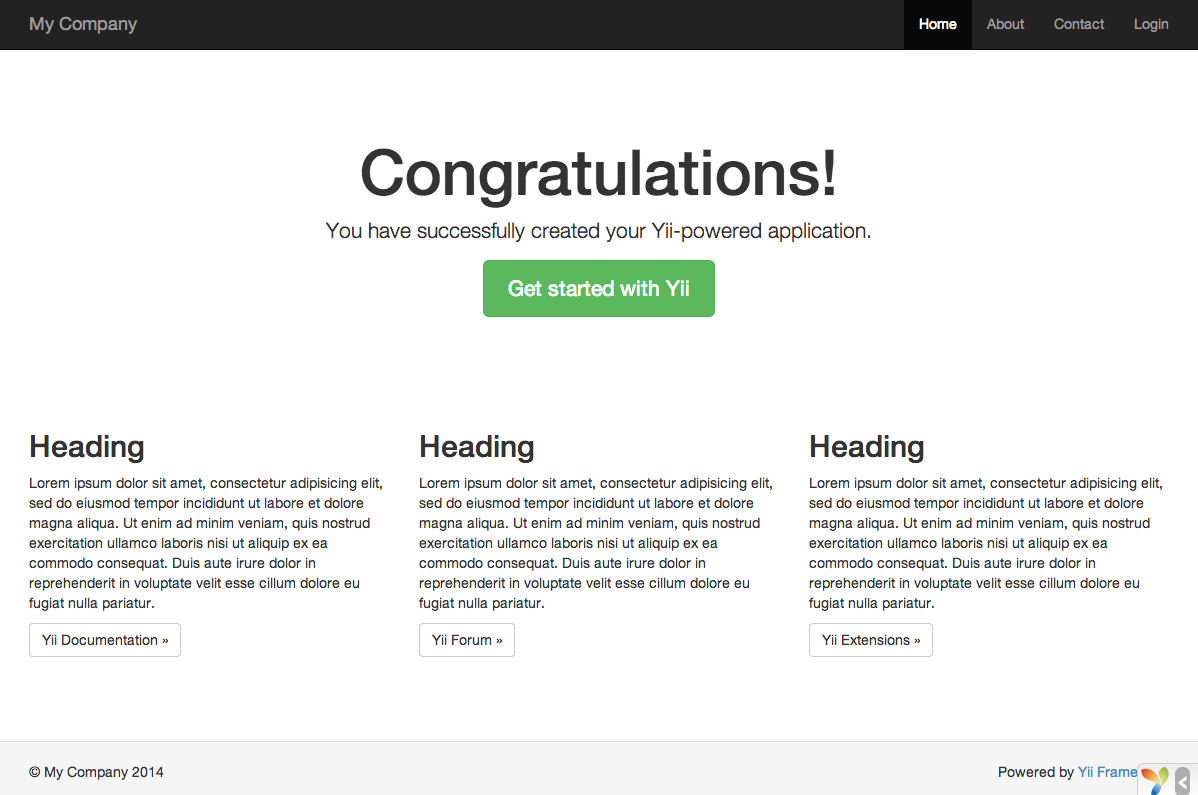 My Company
Home About Contact Login
Congratulations!
You have successfully created your Yii-powered application.
Get started with Yii
Heading
Lorem ipsum dolor sit amet, consectetur adipisicing elit,
sed do eiusmod tempor incididunt ut labore et dolore
magna aliqua. Ut enim ad minim veniam, quis nostrud
exercitation ullamco laboris nisi ut aliquip ex ea
commodo consequat. Duis aute irure dolor in
reprehenderit in voluptate velit esse cillum dolore eu
fugiat nulla pariatur.
Yii Documentation »
Heading
Lorem ipsum dolor sit amet, consectetur adipisicing elit,
sed do eiusmod tempor incididunt ut labore et dolore
magna aliqua. Ut enim ad minim veniam, quis nostrud
exercitation ullamco laboris nisi ut aliquip ex ea
commodo consequat. Duis aute irure dolor in
reprehenderit in voluptate velit esse cillum dolore eu
fugiat nulla pariatur.
Yii Forum »
Heading
Lorem ipsum dolor sit amet, consectetur adipisicing elit,
sed do eiusmod tempor incididunt ut labore et dolore
magna aliqua. Ut enim ad minim veniam, quis nostrud
exercitation ullamco laboris nisi ut aliquip ex ea
commodo consequat. Duis aute irure dolor in
reprehenderit in voluptate velit esse cillum dolore eu
fugiat nulla pariatur.
Yii Extensions »
© My Company 2014
Powered by Yii Frame